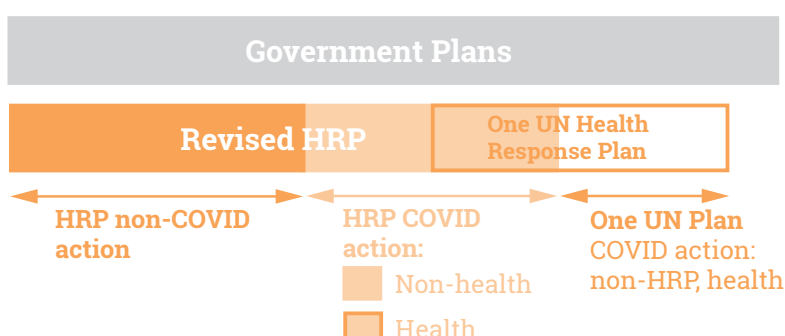 Government Plans
Revised HRP
One UN Health
Response Plan
HRP non-COVID
action
HRP COVID
action:
Non-health
Health
One UN Plan
COVID action:
non-HRP, health